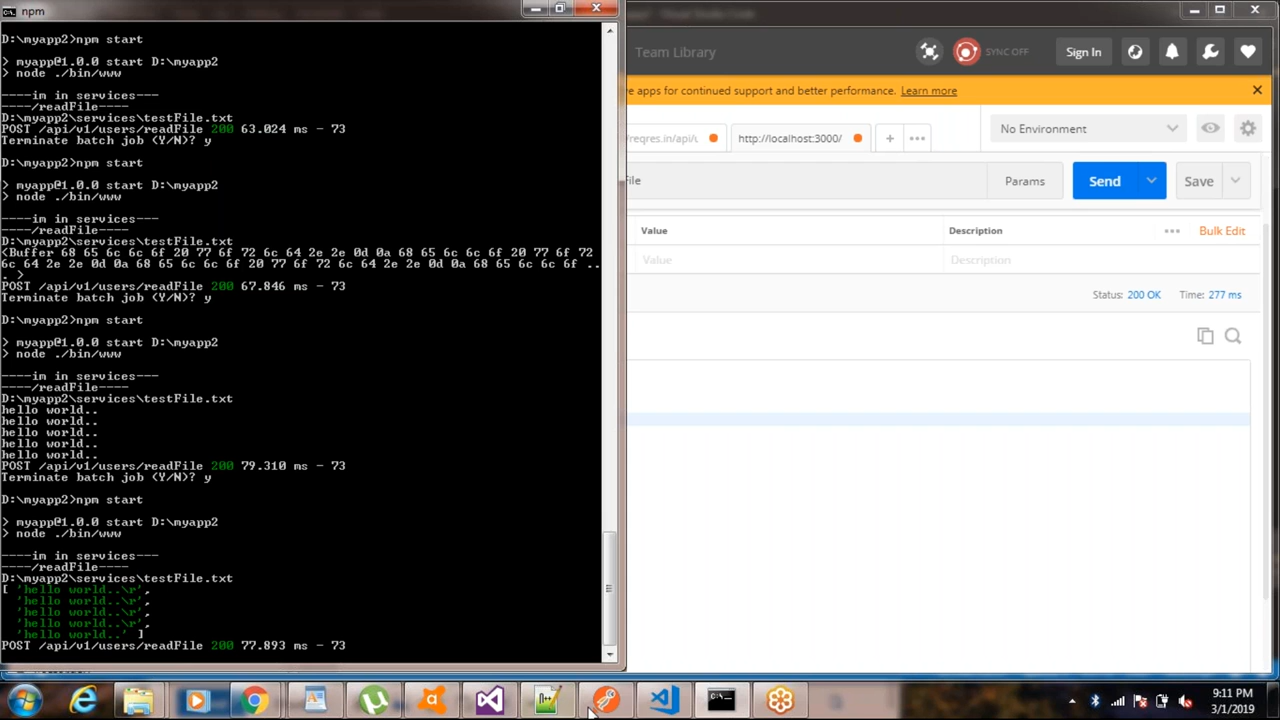 npm
D:\myapp2>npm start
> myapp@1.0.0 start D:\myapp2
> node ./bin/www
----im in services---
----/readFile----
D:\myapp2\services\testFile.txt
POST /api/v1/users/readFile 200 63.024 ms - 73
Terminate batch job (Y/N)? y
D:\myapp2>npm start
> myapp@1.0.0 start D:\myapp2
> node ./bin/www
----im in services---
----/readFile----
D:\myapp2\services\testFile.txt
<Buffer 68 65 6c 6c 6f 20 77 6f 72 6c 64 2e 2e 0d 0a 68 65 6c 6c 6f 20 77 6f 72
6c 64 2e 2e 0d 0a 68 65 6c 6c 6f 20 77 6f 72 6c 64 2e 2e 0d 0a 68 65 6c 6c 6f ..
. >
POST /api/v1/users/readFile 200 67.846 ms - 73
Terminate batch job (Y/N)? y
D:\myapp2>npm start
> myapp@1.0.0 start D:\myapp2
> node ./bin/www
----im in services---
----/readFile----
D:\myapp2\services\testFile.txt
hello world..
hello world..
hello world..
hello world..
hello world..
POST /api/v1/users/readFile 200 79.310 ms - 73
Terminate batch job (Y/N)? y
D:\myapp2>npm start
> myapp@1.0.0 start D:\myapp2
> node ./bin/www
----im in services---
----/readFile----
D:\myapp2\services\testFile.txt
[ 'hello world..\r',
'hello world..\r',
'hello world..\r',
'hello world..\r',
'hello world..' ]
POST /api/v1/users/readFile 200 77.893 ms - 73
Team Library
SYNC OFF
Sign In
e apps for continued support and better performance. Learn more
/reqres.in/api/
http://localhost:3000/
No Environment
File
Params
Send
Save
Value
Description
Bulk Edit
Value
Description
Status: 200 OK
Time: 277 ms
9:11 PM
3/1/2019